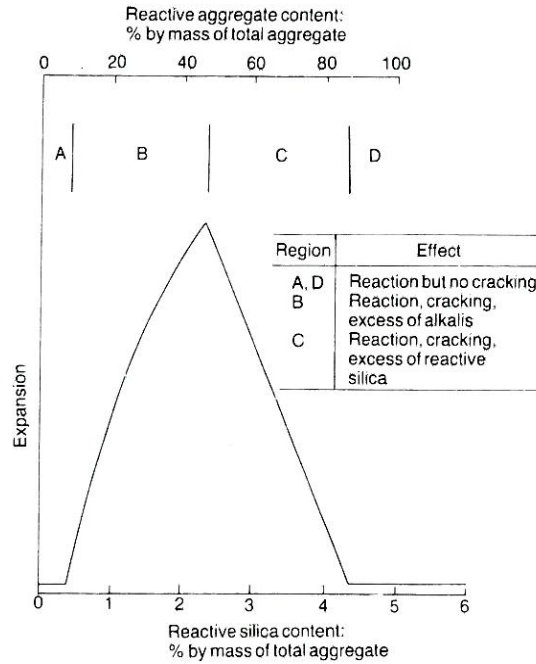 Reactive aggregate content:
% by mass of total aggregate
0 20 40 60 80 100
A B C D
Region Effect
A, D Reaction but no cracking
B Reaction, cracking,
excess of alkalis
C Reaction, cracking,
excess of reactive
silica
Expansion
0 1 2 3 4 5 6
Reactive silica content:
% by mass of total aggregate